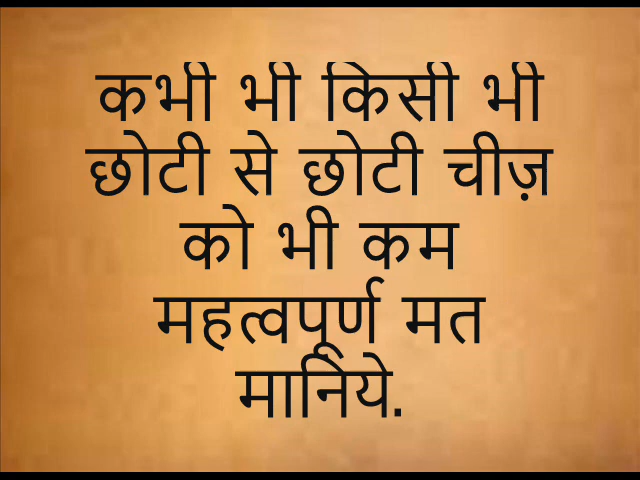 कभी भी किसी भी
छोटी से छोटी चीज़
को भी कम
महत्वपूर्ण मत
मानिये.